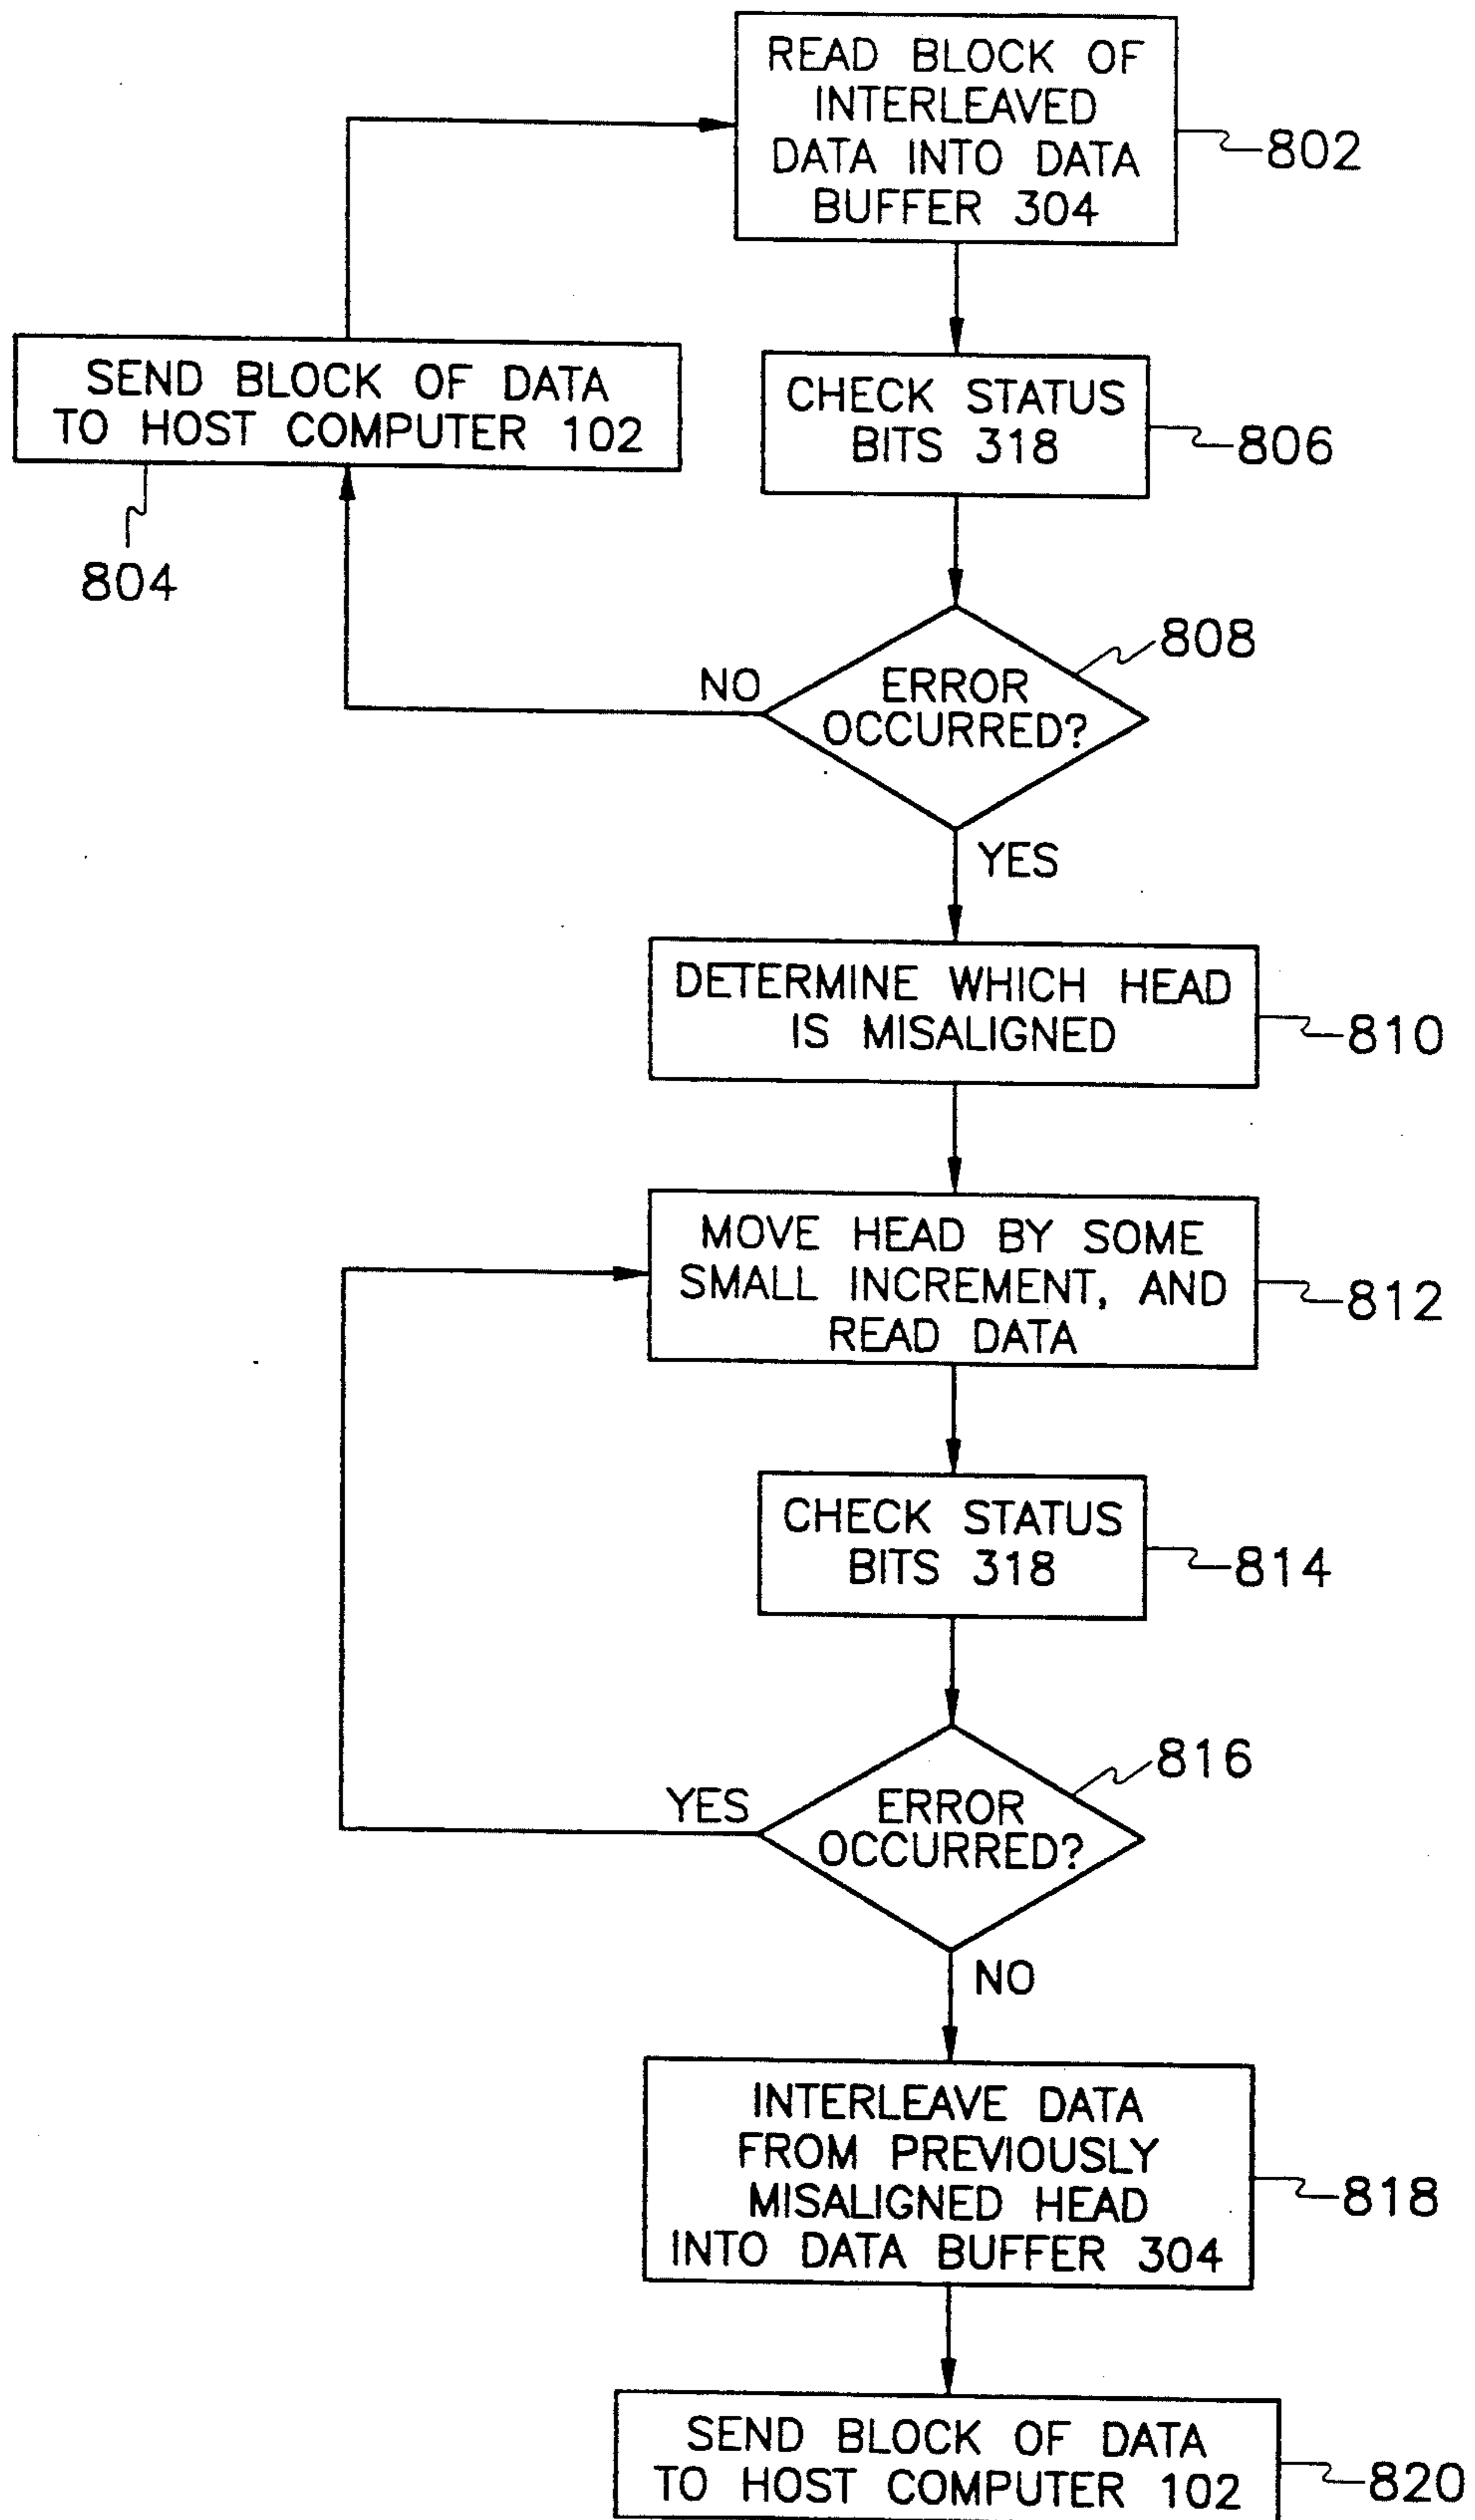 READ BLOCK OF
INTERLEAVED
DATA INTO DATA
BUFFER 304
802
SEND BLOCK OF DATA
TO HOST COMPUTER 102
804
CHECK STATUS
BITS 318
806
808
NO
ERROR
OCCURRED?
YES
DETERMINE WHICH HEAD
IS MISALIGNED
810
MOVE HEAD BY SOME
SMALL INCREMENT, AND
READ DATA
812
CHECK STATUS
BITS 318
814
816
YES
ERROR
OCCURRED?
NO
INTERLEAVE DATA
FROM PREVIOUSLY
MISALIGNED HEAD
INTO DATA BUFFER 304
818
SEND BLOCK OF DATA
TO HOST COMPUTER 102
820